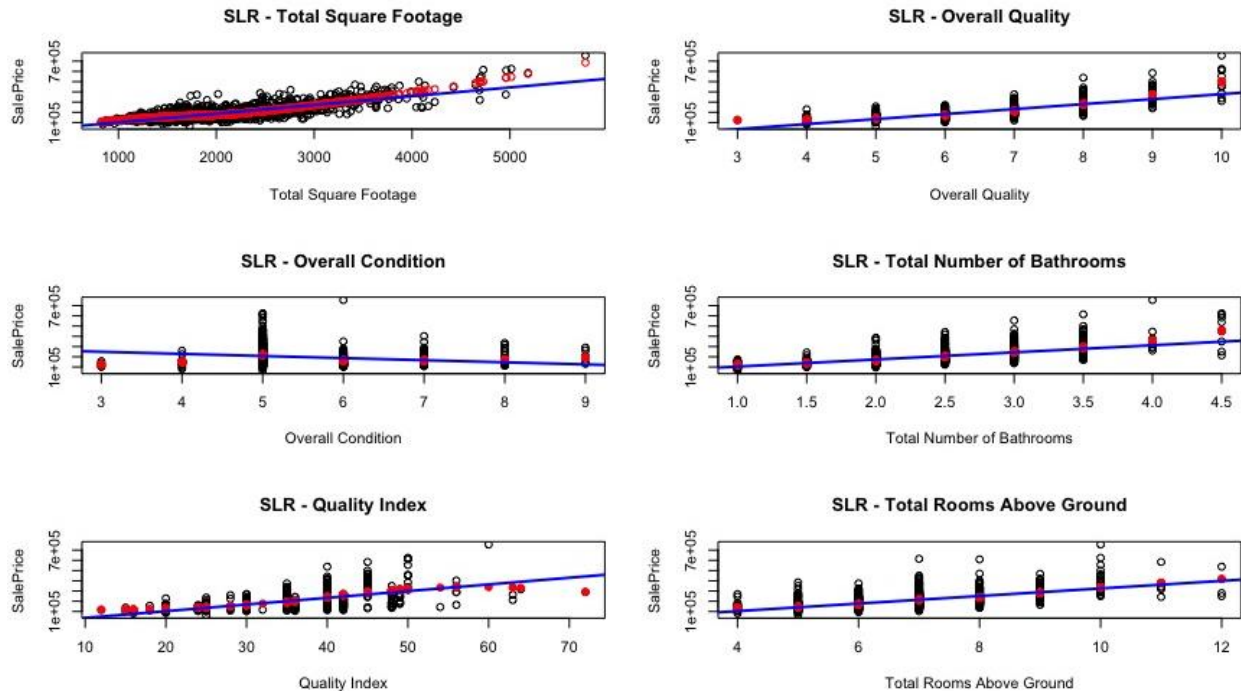 SLR - Total Square Footage
SalePrice
1e+05 7e+05
1000 2000 3000 4000 5000
Total Square Footage
SLR - Overall Quality
SalePrice
1e+05 7e+05
3 4 5 6 7 8 9 10
Overall Quality
SLR - Overall Condition
SalePrice
1e+05 7e+05
3 4 5 6 7 8 9
Overall Condition
SLR - Total Number of Bathrooms
SalePrice
1e+05 7e+05
1.0 1.5 2.0 2.5 3.0 3.5 4.0 4.5
Total Number of Bathrooms
SLR - Quality Index
SalePrice
1e+05 7e+05
10 20 30 40 50 60 70
Quality Index
SLR - Total Rooms Above Ground
SalePrice
1e+05 7e+05
4 6 8 10 12
Total Rooms Above Ground